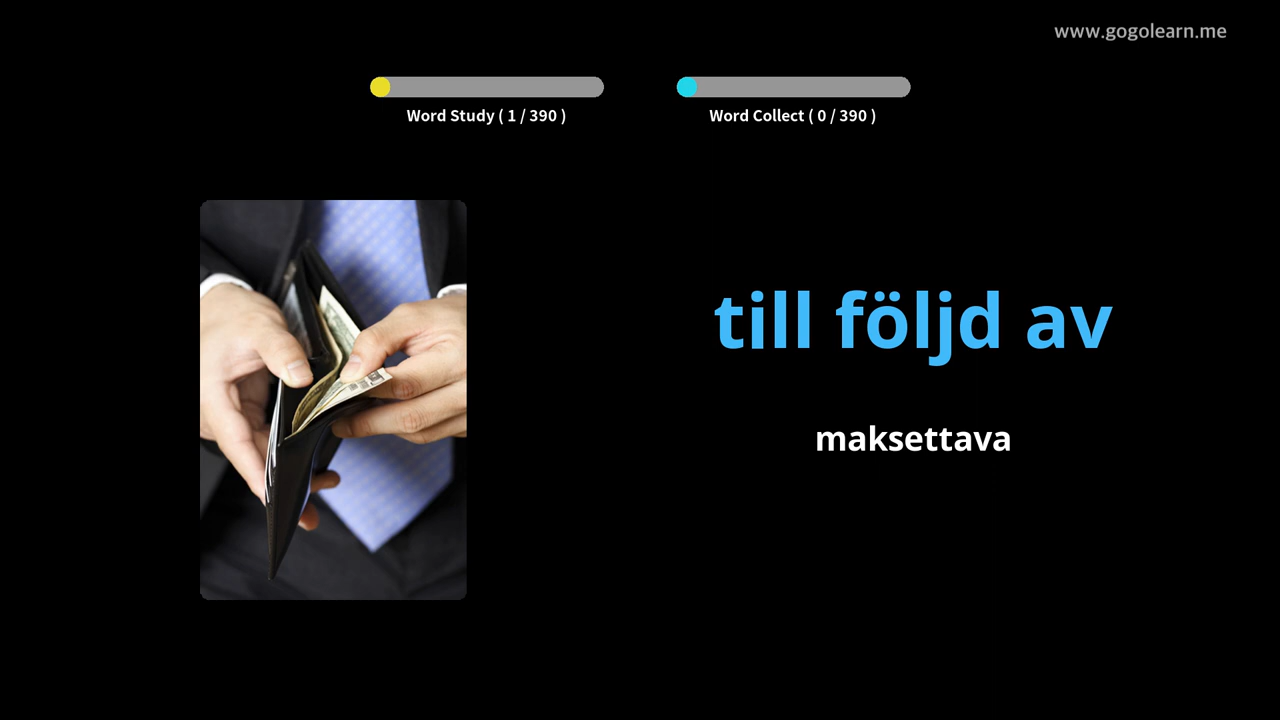 www.gogolearn.me
Word Study ( 1 / 390 )
Word Collect ( 0 / 390 )
till följd av
maksettava